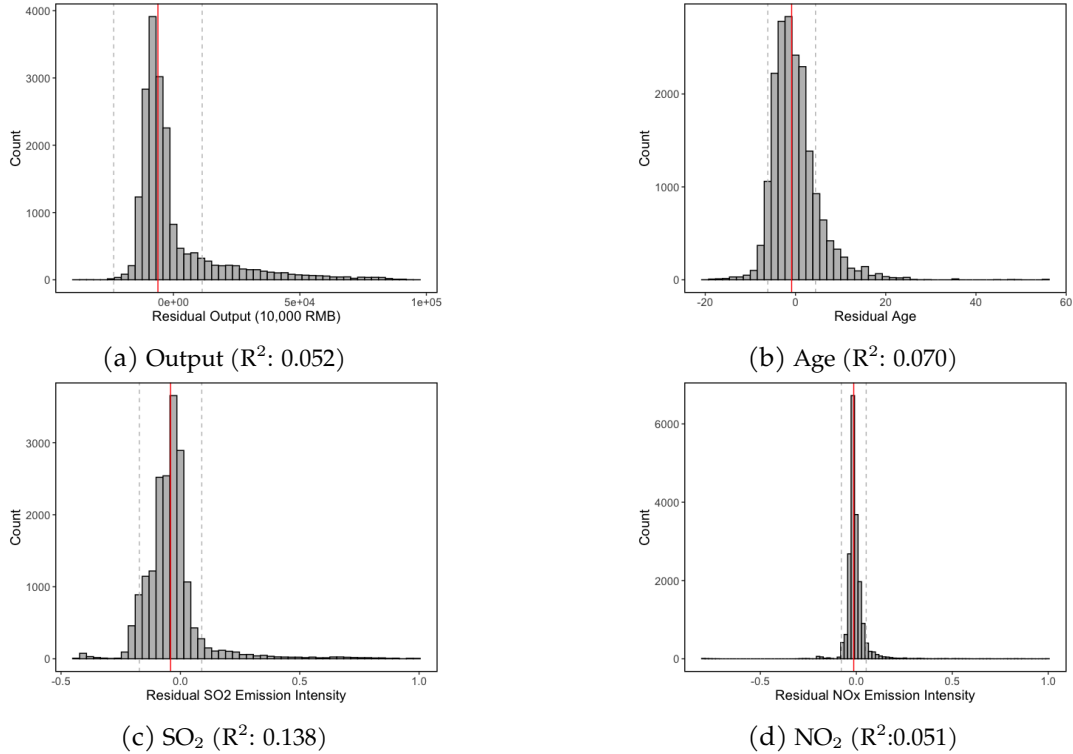 4000
3000
2000
1000
0
Count
0e+00 5e+04 1e+05
Residual Output (10,000 RMB)
(a) Output (R²: 0.052)
2000
1000
0
Count
-20 0 20 40 60
Residual Age
(b) Age (R²: 0.070)
3000
2000
1000
0
Count
-0.5 0.0 0.5 1.0
Residual SO2 Emission Intensity
(c) SO₂ (R²: 0.138)
6000
4000
2000
0
Count
-0.5 0.0 0.5 1.0
Residual NOx Emission Intensity
(d) NO₂ (R²:0.051)